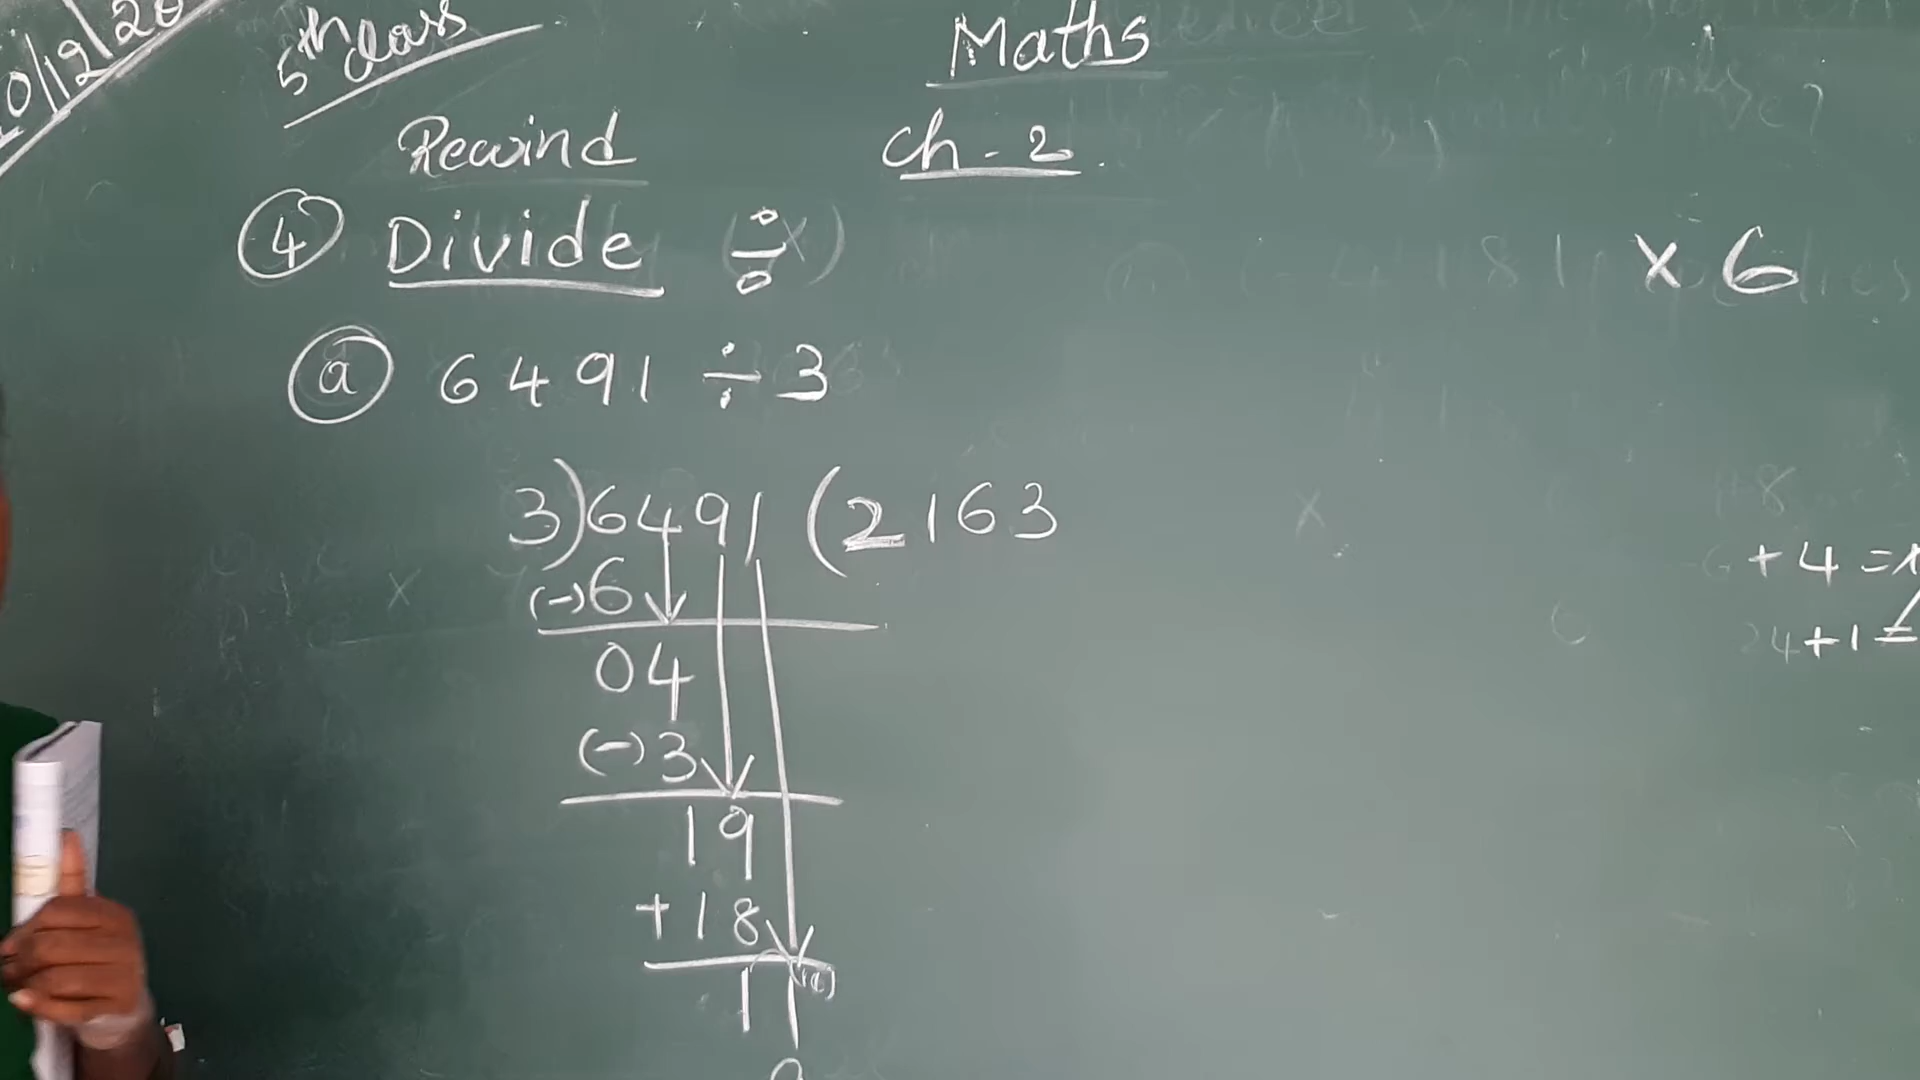 5th class
Maths
Rewind
ch - 2.
4 Divide ÷
× 6
a 6491 ÷ 3
3)6491(2163
(-)6
+ 4 =
04
4+1 =
(-)3
19
+18
11